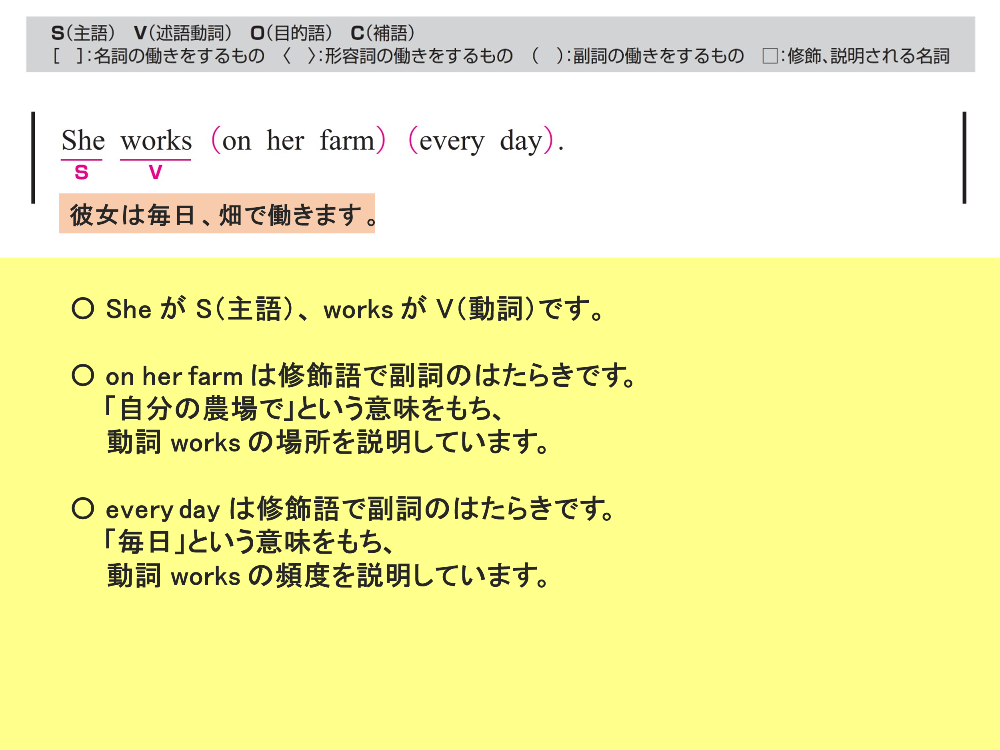 S（主語）　V（述語動詞）　O（目的語）　C（補語）
［　］：名詞の働きをするもの　〈　〉：形容詞の働きをするもの　（　）：副詞の働きをするもの　□：修飾、説明される名詞
She works （on her farm） （every day）.
S V
彼女は毎日、畑で働きます。
○ She が S（主語）、works が V（動詞）です。
○ on her farm は修飾語で副詞のはたらきです。
「自分の農場で」という意味をもち、
動詞 works の場所を説明しています。
○ every day は修飾語で副詞のはたらきです。
「毎日」という意味をもち、
動詞 works の頻度を説明しています。